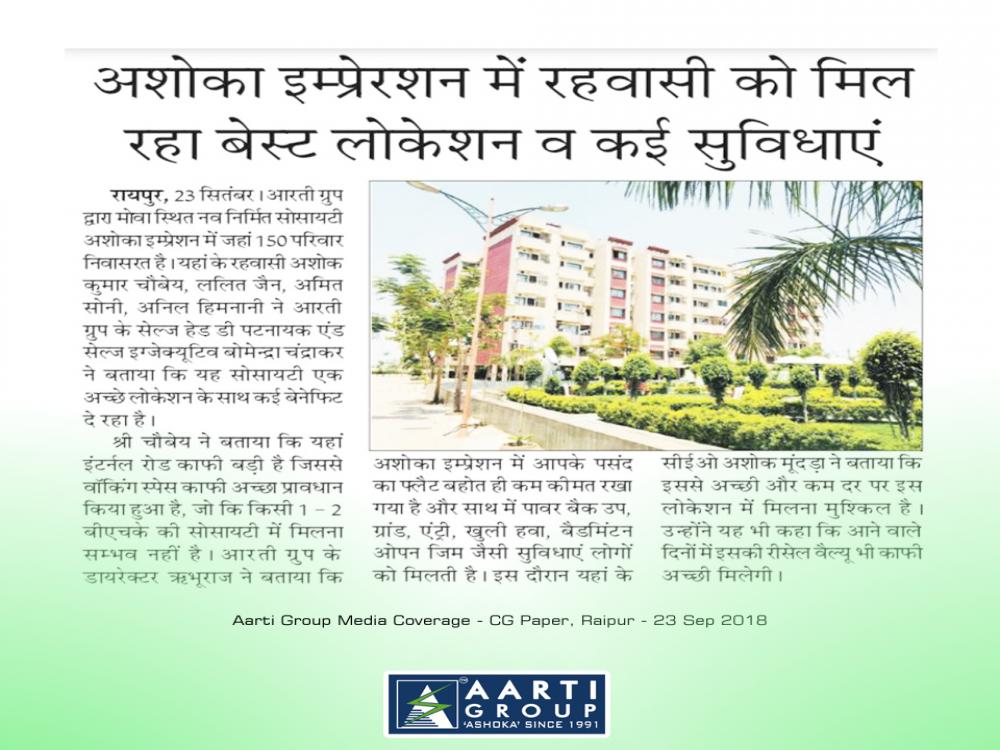 अशोका इम्प्रेरशन में रहवासी को मिल
रहा बेस्ट लोकेशन व कई सुविधाएं
रायपुर, 23 सितंबर। आरती ग्रुप
द्वारा मोवा स्थित नव निर्मित सोसायटी
अशोका इम्प्रेशन में जहां 150 परिवार
निवासरत है। यहां के रहवासी अशोक
कुमार चौबेय, ललित जैन, अमित
सोनी, अनिल हिमनानी ने आरती
ग्रुप के सेल्ज हेड डी पटनायक एंड
सेल्ज इग्जेक्यूटिव बोमेन्द्रा चंद्राकर
ने बताया कि यह सोसायटी एक
अच्छे लोकेशन के साथ कई बेनेफिट
दे रहा है।
श्री चौबेय ने बताया कि यहां
इंटर्नल रोड काफी बड़ी है जिससे
वॉकिंग स्पेस काफी अच्छा प्रावधान
किया हुआ है, जो कि किसी 1 – 2
बीएचके की सोसायटी में मिलना
सम्भव नहीं है। आरती ग्रुप के
डायरेक्टर ऋभूराज ने बताया कि
अशोका इम्प्रेशन में आपके पसंद
का फ्लैट बहोत ही कम कीमत रखा
गया है और साथ में पावर बैक उप,
ग्रांड, एंट्री, खुली हवा, बैडमिंटन
ओपन जिम जैसी सुविधाएं लोगों
को मिलती है। इस दौरान यहां के
सीईओ अशोक मूंदड़ा ने बताया कि
इससे अच्छी और कम दर पर इस
लोकेशन में मिलना मुश्किल है।
उन्होंने यह भी कहा कि आने वाले
दिनों में इसकी रीसेल वैल्यू भी काफी
अच्छी मिलेगी।
Aarti Group Media Coverage - CG Paper, Raipur - 23 Sep 2018
AARTI
GROUP
'ASHOKA' SINCE 1991